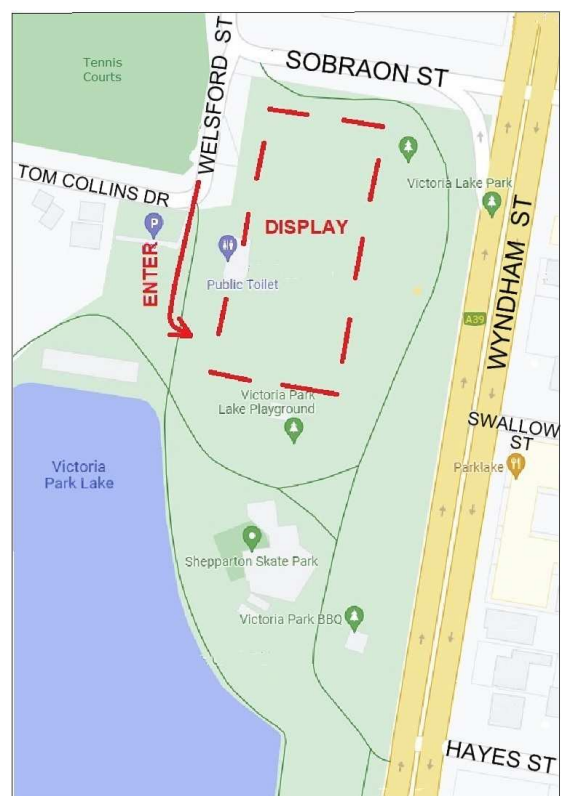 WELSFORD ST
SOBRAON ST
Tennis
Courts
TOM COLLINS DR
P
Victoria Lake Park
DISPLAY
ENTER
Public Toilet
WYNDHAM ST
A39
Victoria Park
Lake Playground
SWALLOW
ST
Parklake
Victoria
Park Lake
Shepparton Skate Park
Victoria Park BBQ
HAYES ST